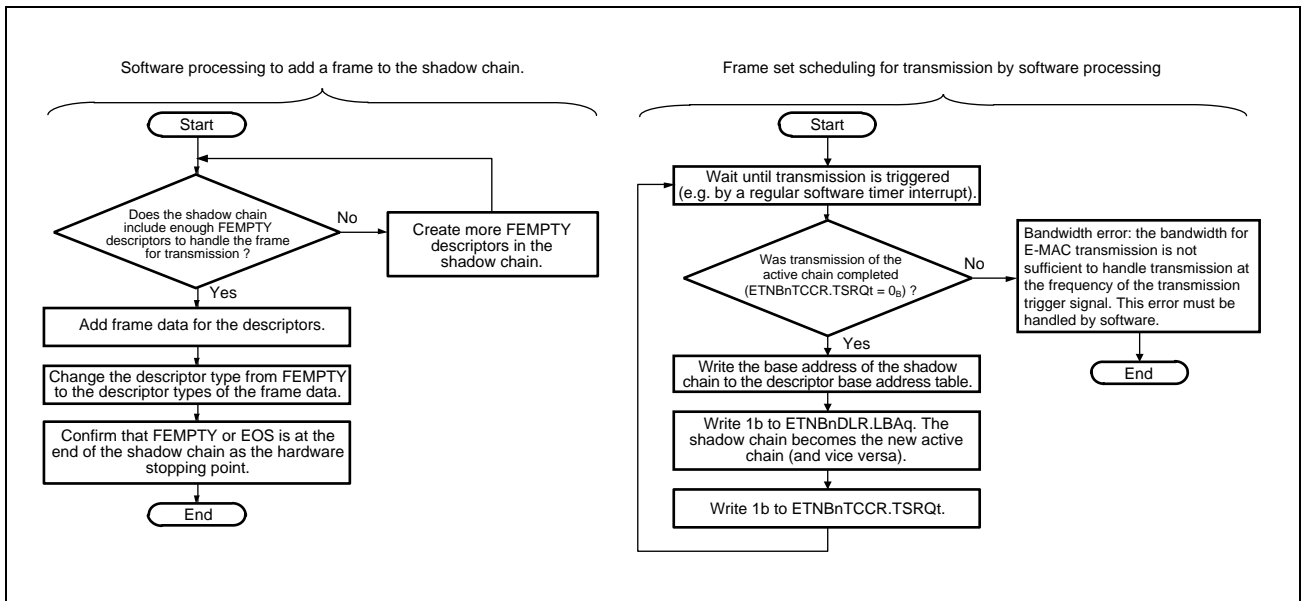 Software processing to add a frame to the shadow chain.
Start
Does the shadow chain
include enough FEMPTY
descriptors to handle the frame
for transmission ?
No
Create more FEMPTY
descriptors in the
shadow chain.
Yes
Add frame data for the descriptors.
Change the descriptor type from FEMPTY
to the descriptor types of the frame data.
Confirm that FEMPTY or EOS is at the
end of the shadow chain as the hardware
stopping point.
End
Frame set scheduling for transmission by software processing
Start
Wait until transmission is triggered
(e.g. by a regular software timer interrupt).
Was transmission of the
active chain completed
(ETNBnTCCR.TSRQt = 0B) ?
No
Bandwidth error: the bandwidth for
E-MAC transmission is not
sufficient to handle transmission at
the frequency of the transmission
trigger signal. This error must be
handled by software.
End
Yes
Write the base address of the shadow
chain to the descriptor base address table.
Write 1b to ETNBnDLR.LBAq. The
shadow chain becomes the new active
chain (and vice versa).
Write 1b to ETNBnTCCR.TSRQt.